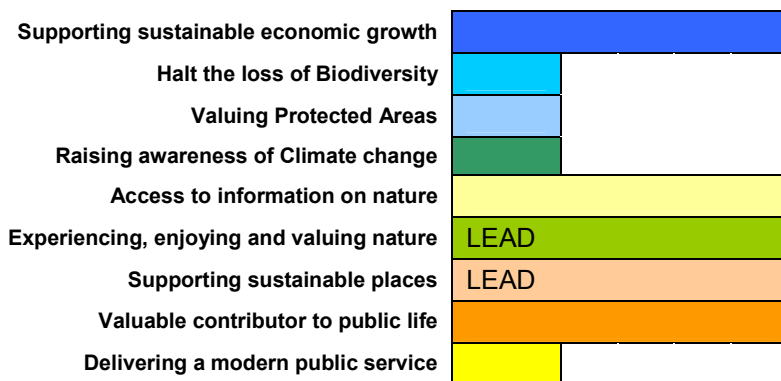 Supporting sustainable economic growth
Halt the loss of Biodiversity
Valuing Protected Areas
Raising awareness of Climate change
Access to information on nature
Experiencing, enjoying and valuing nature LEAD
Supporting sustainable places LEAD
Valuable contributor to public life
Delivering a modern public service